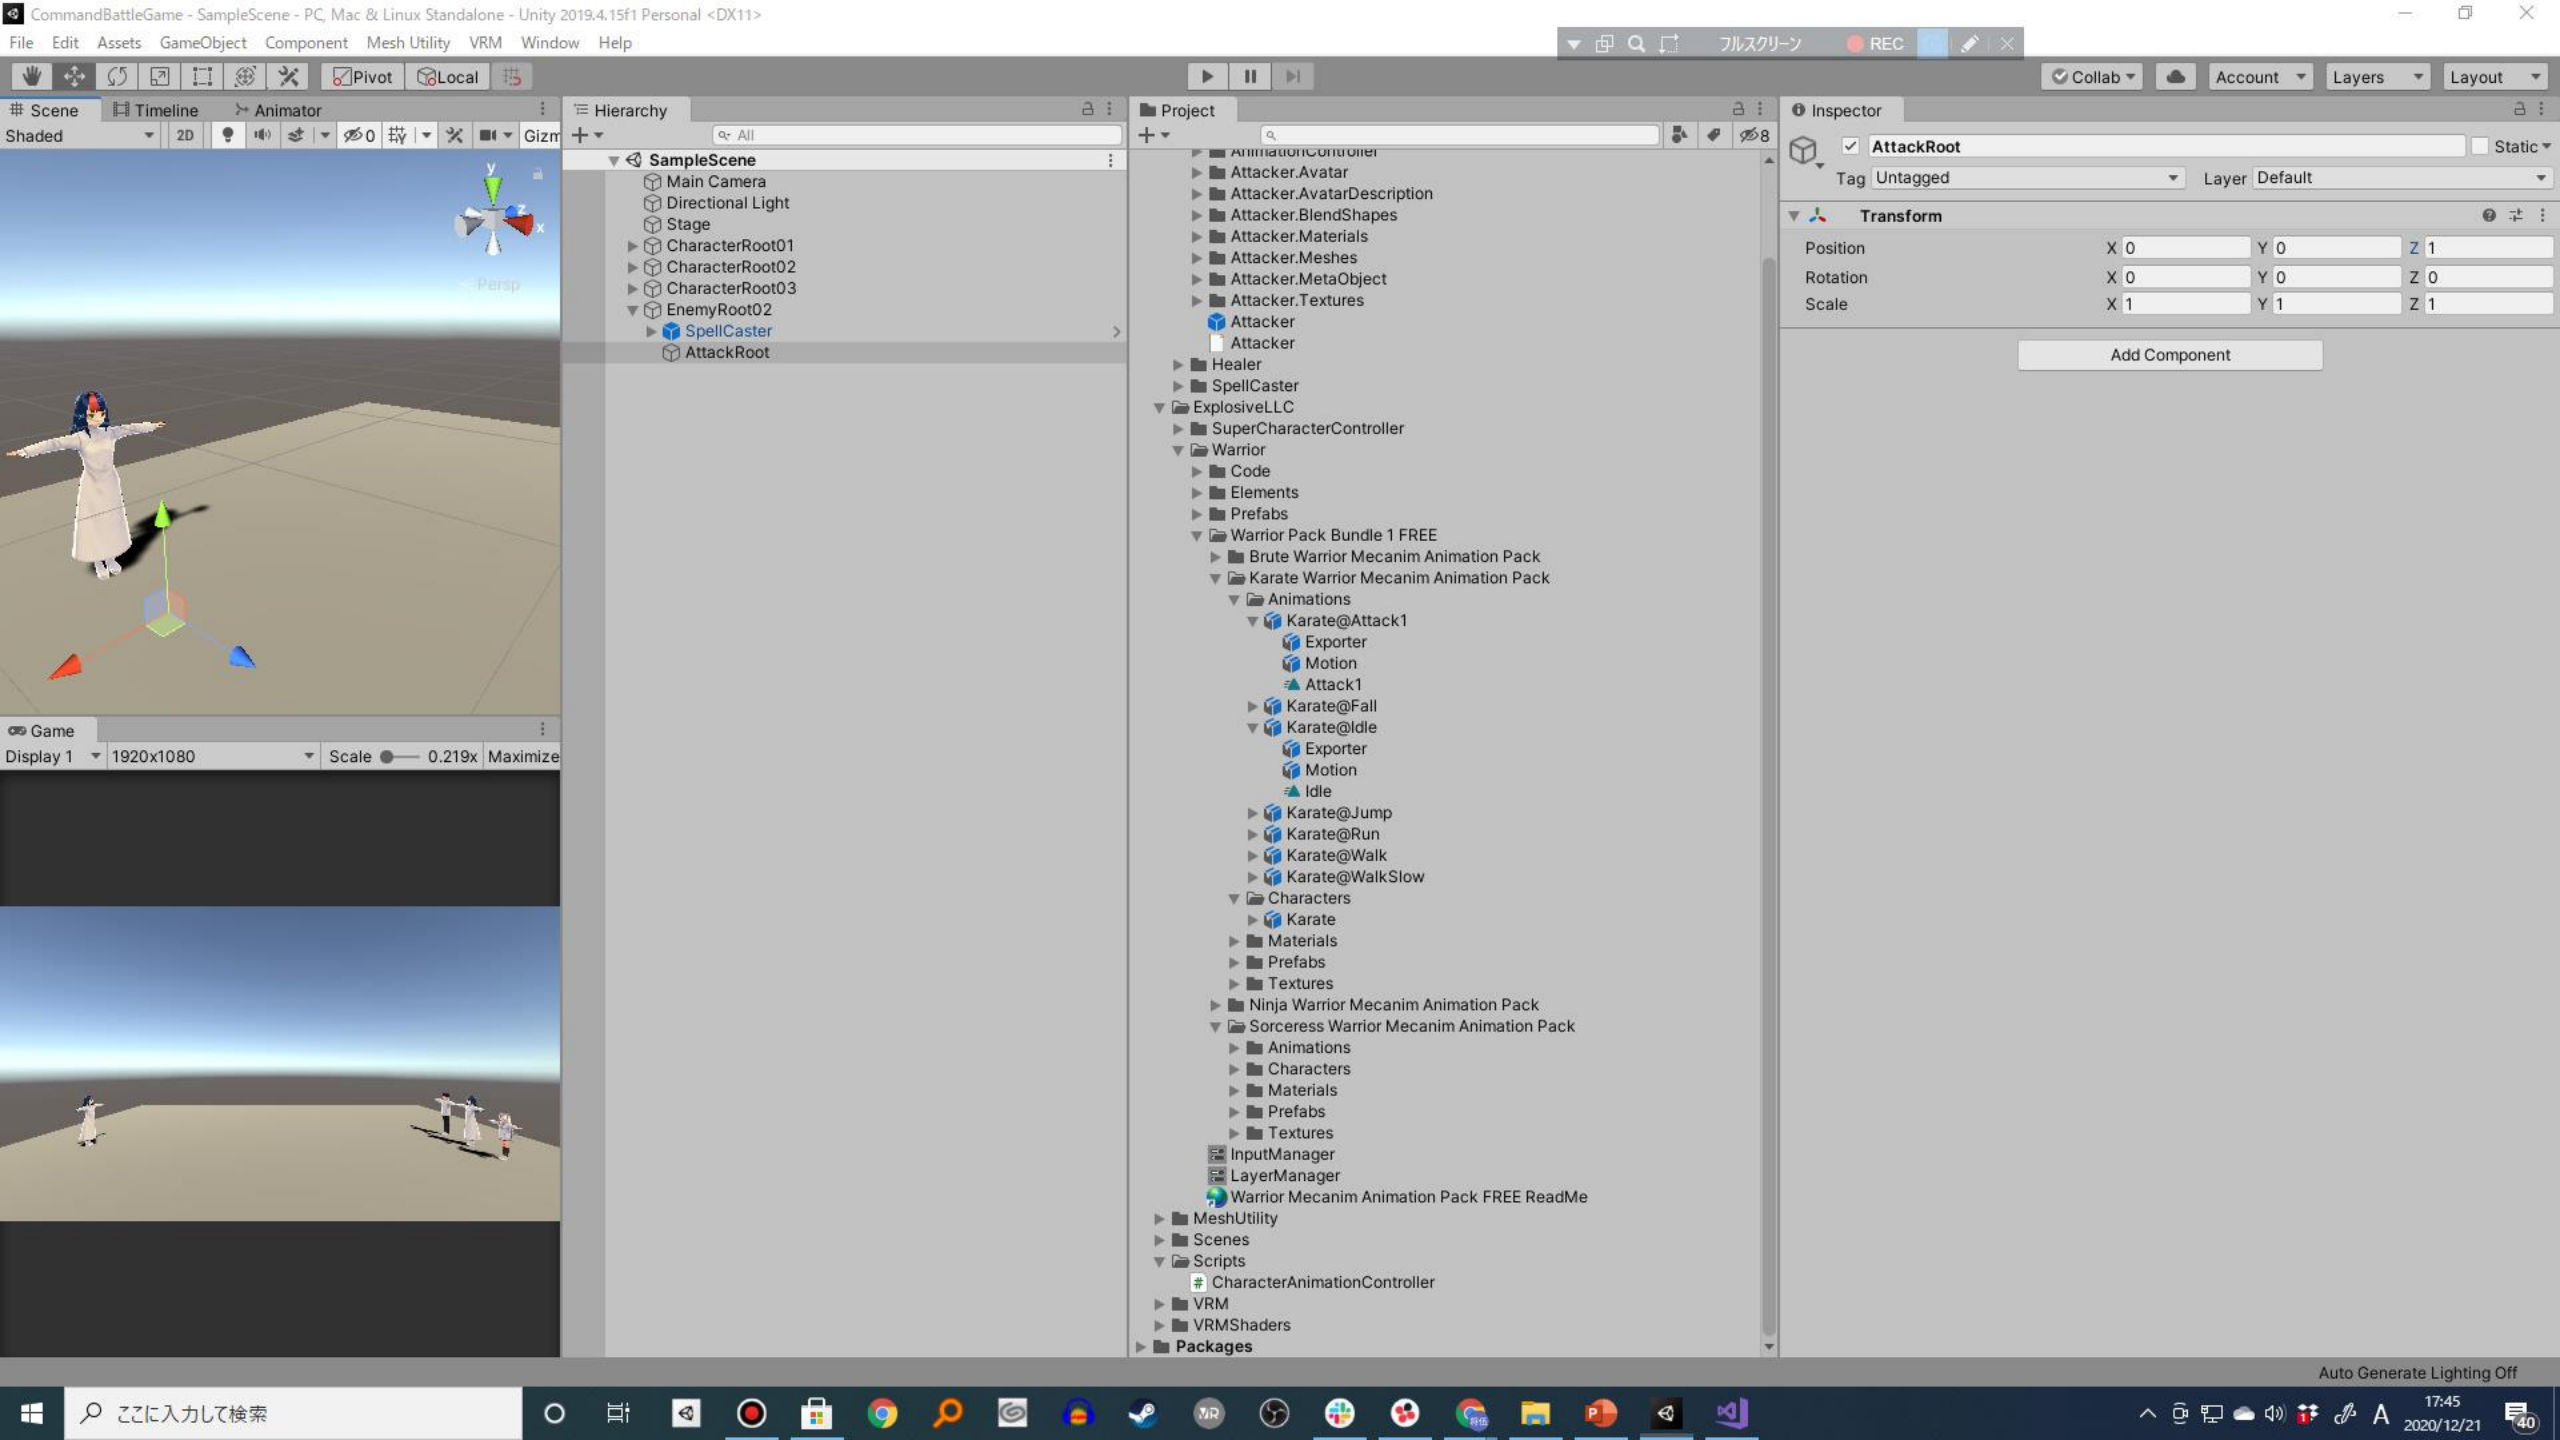 CommandBattleGame - SampleScene - PC, Mac & Linux Standalone - Unity 2019.4.15f1 Personal <DX11>
File Edit Assets GameObject Component Mesh Utility VRM Window Help
フルスクリーン REC
Pivot Local
Collab Account Layers Layout
Scene Timeline Animator
Shaded 2D 0 Gizm
y
z
x
Persp
Game
Display 1 1920x1080 Scale 0.219x Maximize
Hierarchy
All
SampleScene
Main Camera
Directional Light
Stage
CharacterRoot01
CharacterRoot02
CharacterRoot03
EnemyRoot02
SpellCaster
AttackRoot
Project
8
AnimationController
Attacker.Avatar
Attacker.AvatarDescription
Attacker.BlendShapes
Attacker.Materials
Attacker.Meshes
Attacker.MetaObject
Attacker.Textures
Attacker
Attacker
Healer
SpellCaster
ExplosiveLLC
SuperCharacterController
Warrior
Code
Elements
Prefabs
Warrior Pack Bundle 1 FREE
Brute Warrior Mecanim Animation Pack
Karate Warrior Mecanim Animation Pack
Animations
Karate@Attack1
Exporter
Motion
Attack1
Karate@Fall
Karate@Idle
Exporter
Motion
Idle
Karate@Jump
Karate@Run
Karate@Walk
Karate@WalkSlow
Characters
Karate
Materials
Prefabs
Textures
Ninja Warrior Mecanim Animation Pack
Sorceress Warrior Mecanim Animation Pack
Animations
Characters
Materials
Prefabs
Textures
InputManager
LayerManager
Warrior Mecanim Animation Pack FREE ReadMe
MeshUtility
Scenes
Scripts
CharacterAnimationController
VRM
VRMShaders
Packages
Inspector
AttackRoot Static
Tag Untagged Layer Default
Transform
Position X 0 Y 0 Z 1
Rotation X 0 Y 0 Z 0
Scale X 1 Y 1 Z 1
Add Component
Auto Generate Lighting Off
ここに入力して検索
A
17:45
2020/12/21
40